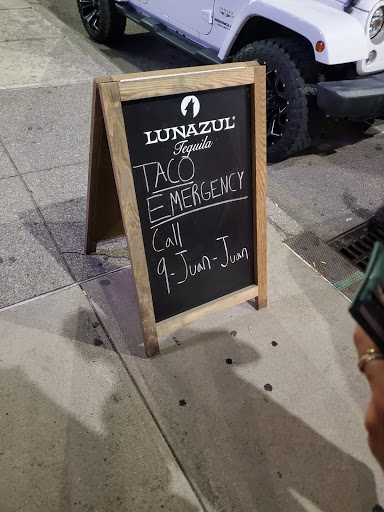 LUNAZUL
Tequila
TACO
EMERGENCY
Call
9-Juan-Juan